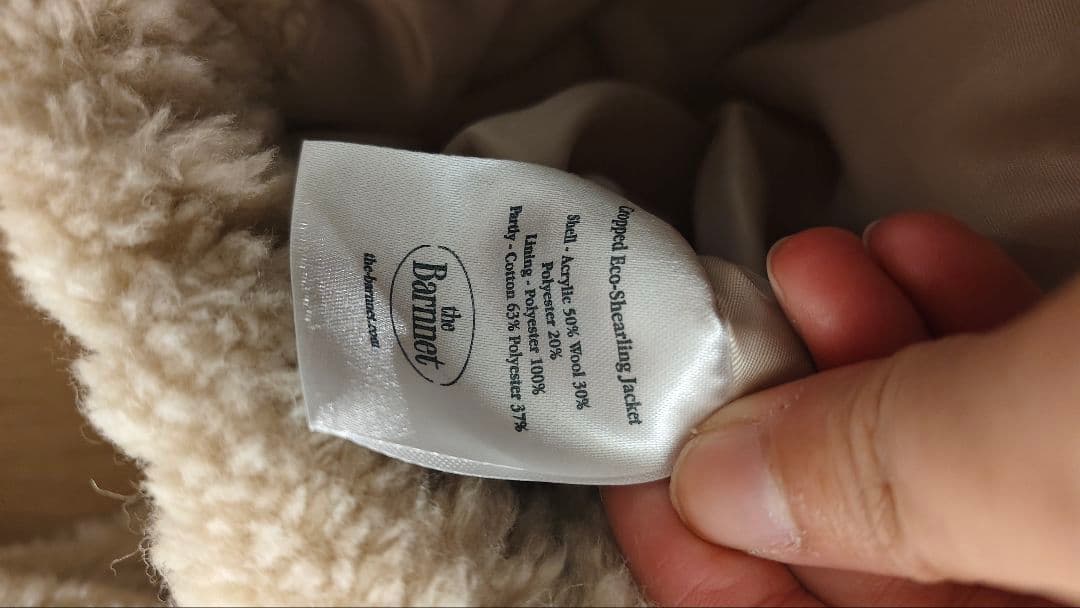 Cropped Eco-Shearling Jacket
Shell - Acrylic 50% Wool 30%
Polyester 20%
Lining - Polyester 100%
Partly - Cotton 63% Polyester 37%
the
Barnnet
the-barnnet.com